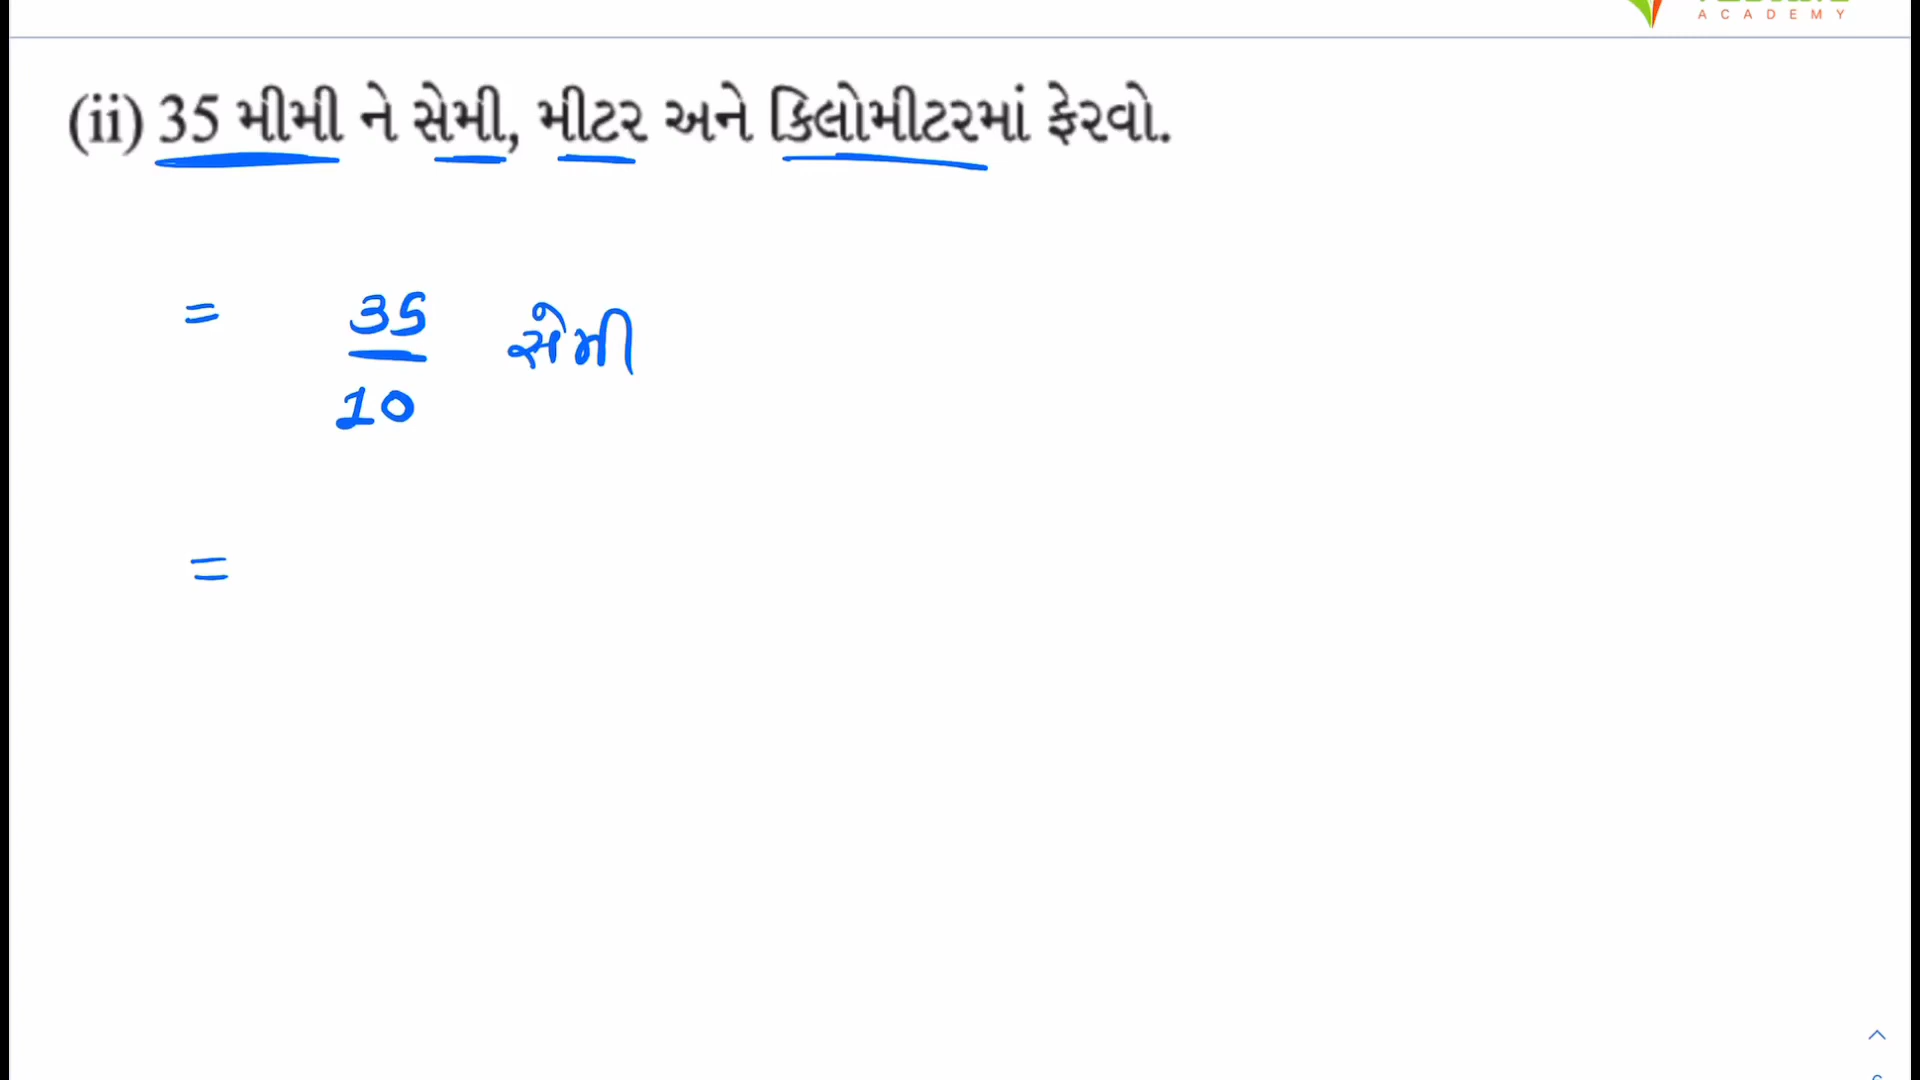 ACADEMY
(ii) 35 મીમી ને સેમી, મીટર અને કિલોમીટરમાં ફેરવો.
= 35 સેમી
10
=